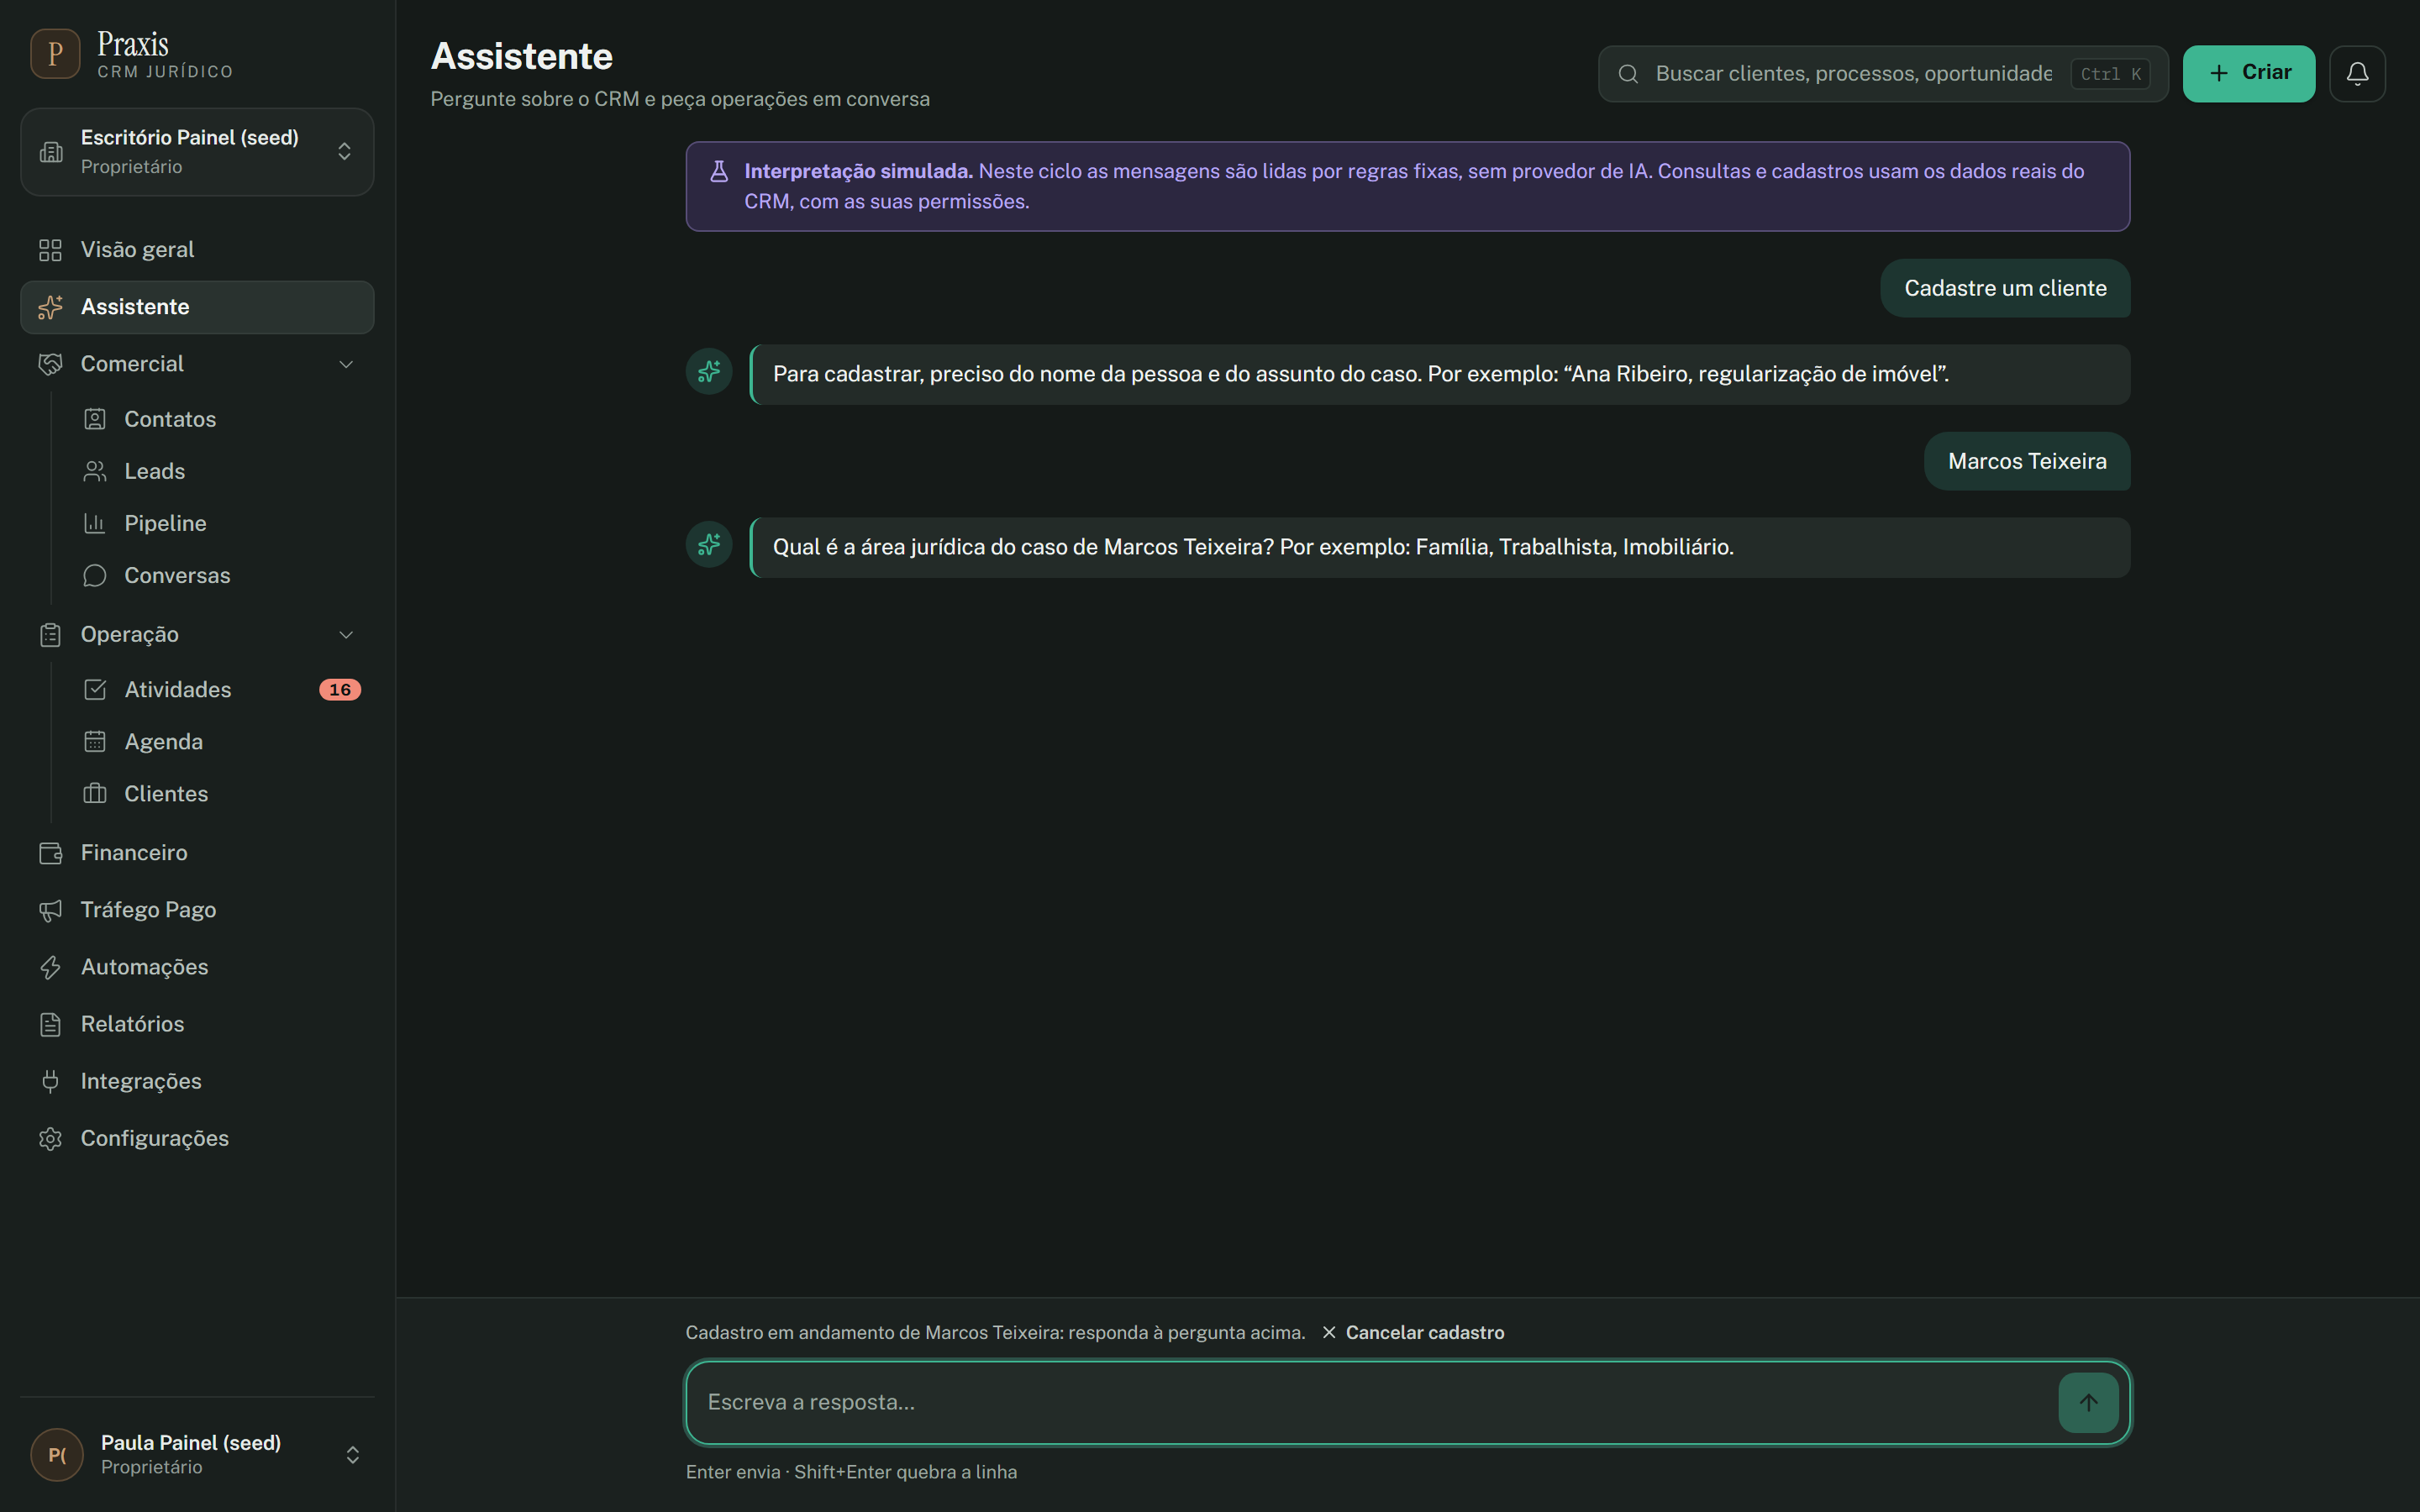 P
Praxis
CRM JURÍDICO
Escritório Painel (seed)
Proprietário
Visão geral
Assistente
Comercial
Contatos
Leads
Pipeline
Conversas
Operação
Atividades
16
Agenda
Clientes
Financeiro
Tráfego Pago
Automações
Relatórios
Integrações
Configurações
P(
Paula Painel (seed)
Proprietário
Assistente
Pergunte sobre o CRM e peça operações em conversa
Buscar clientes, processos, oportunidade
Ctrl K
Criar
Interpretação simulada. Neste ciclo as mensagens são lidas por regras fixas, sem provedor de IA. Consultas e cadastros usam os dados reais do
CRM, com as suas permissões.
Cadastre um cliente
Para cadastrar, preciso do nome da pessoa e do assunto do caso. Por exemplo: “Ana Ribeiro, regularização de imóvel”.
Marcos Teixeira
Qual é a área jurídica do caso de Marcos Teixeira? Por exemplo: Família, Trabalhista, Imobiliário.
Cadastro em andamento de Marcos Teixeira: responda à pergunta acima.
Cancelar cadastro
Escreva a resposta...
Enter envia · Shift+Enter quebra a linha